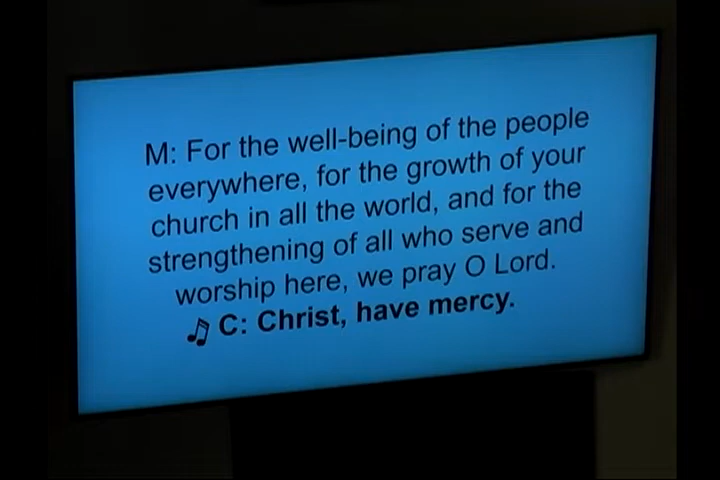 M: For the well-being of the people
everywhere, for the growth of your
church in all the world, and for the
strengthening of all who serve and
worship here, we pray O Lord.
♫ C: Christ, have mercy.